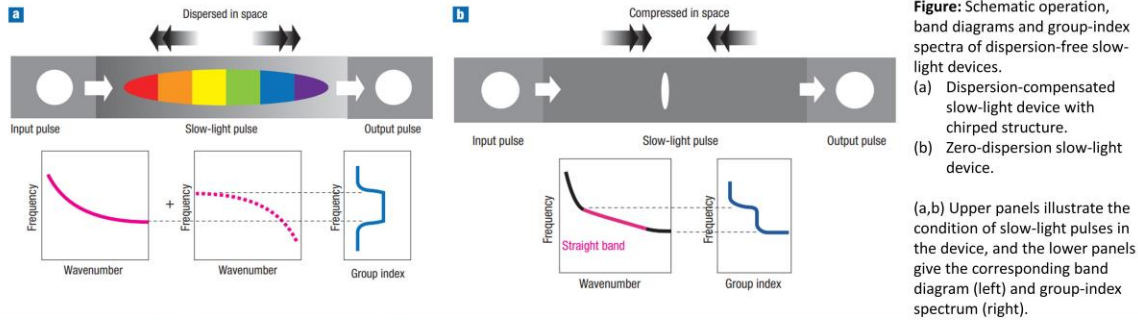 a
Dispersed in space
Input pulse
Slow-light pulse
Output pulse
Frequency
Wavenumber
+
Frequency
Wavenumber
Frequency
Group index
b
Compressed in space
Input pulse
Slow-light pulse
Output pulse
Frequency
Straight band
Wavenumber
Frequency
Group index
Figure: Schematic operation,
band diagrams and group-index
spectra of dispersion-free slow-
light devices.
(a) Dispersion-compensated
slow-light device with
chirped structure.
(b) Zero-dispersion slow-light
device.
(a,b) Upper panels illustrate the
condition of slow-light pulses in
the device, and the lower panels
give the corresponding band
diagram (left) and group-index
spectrum (right).